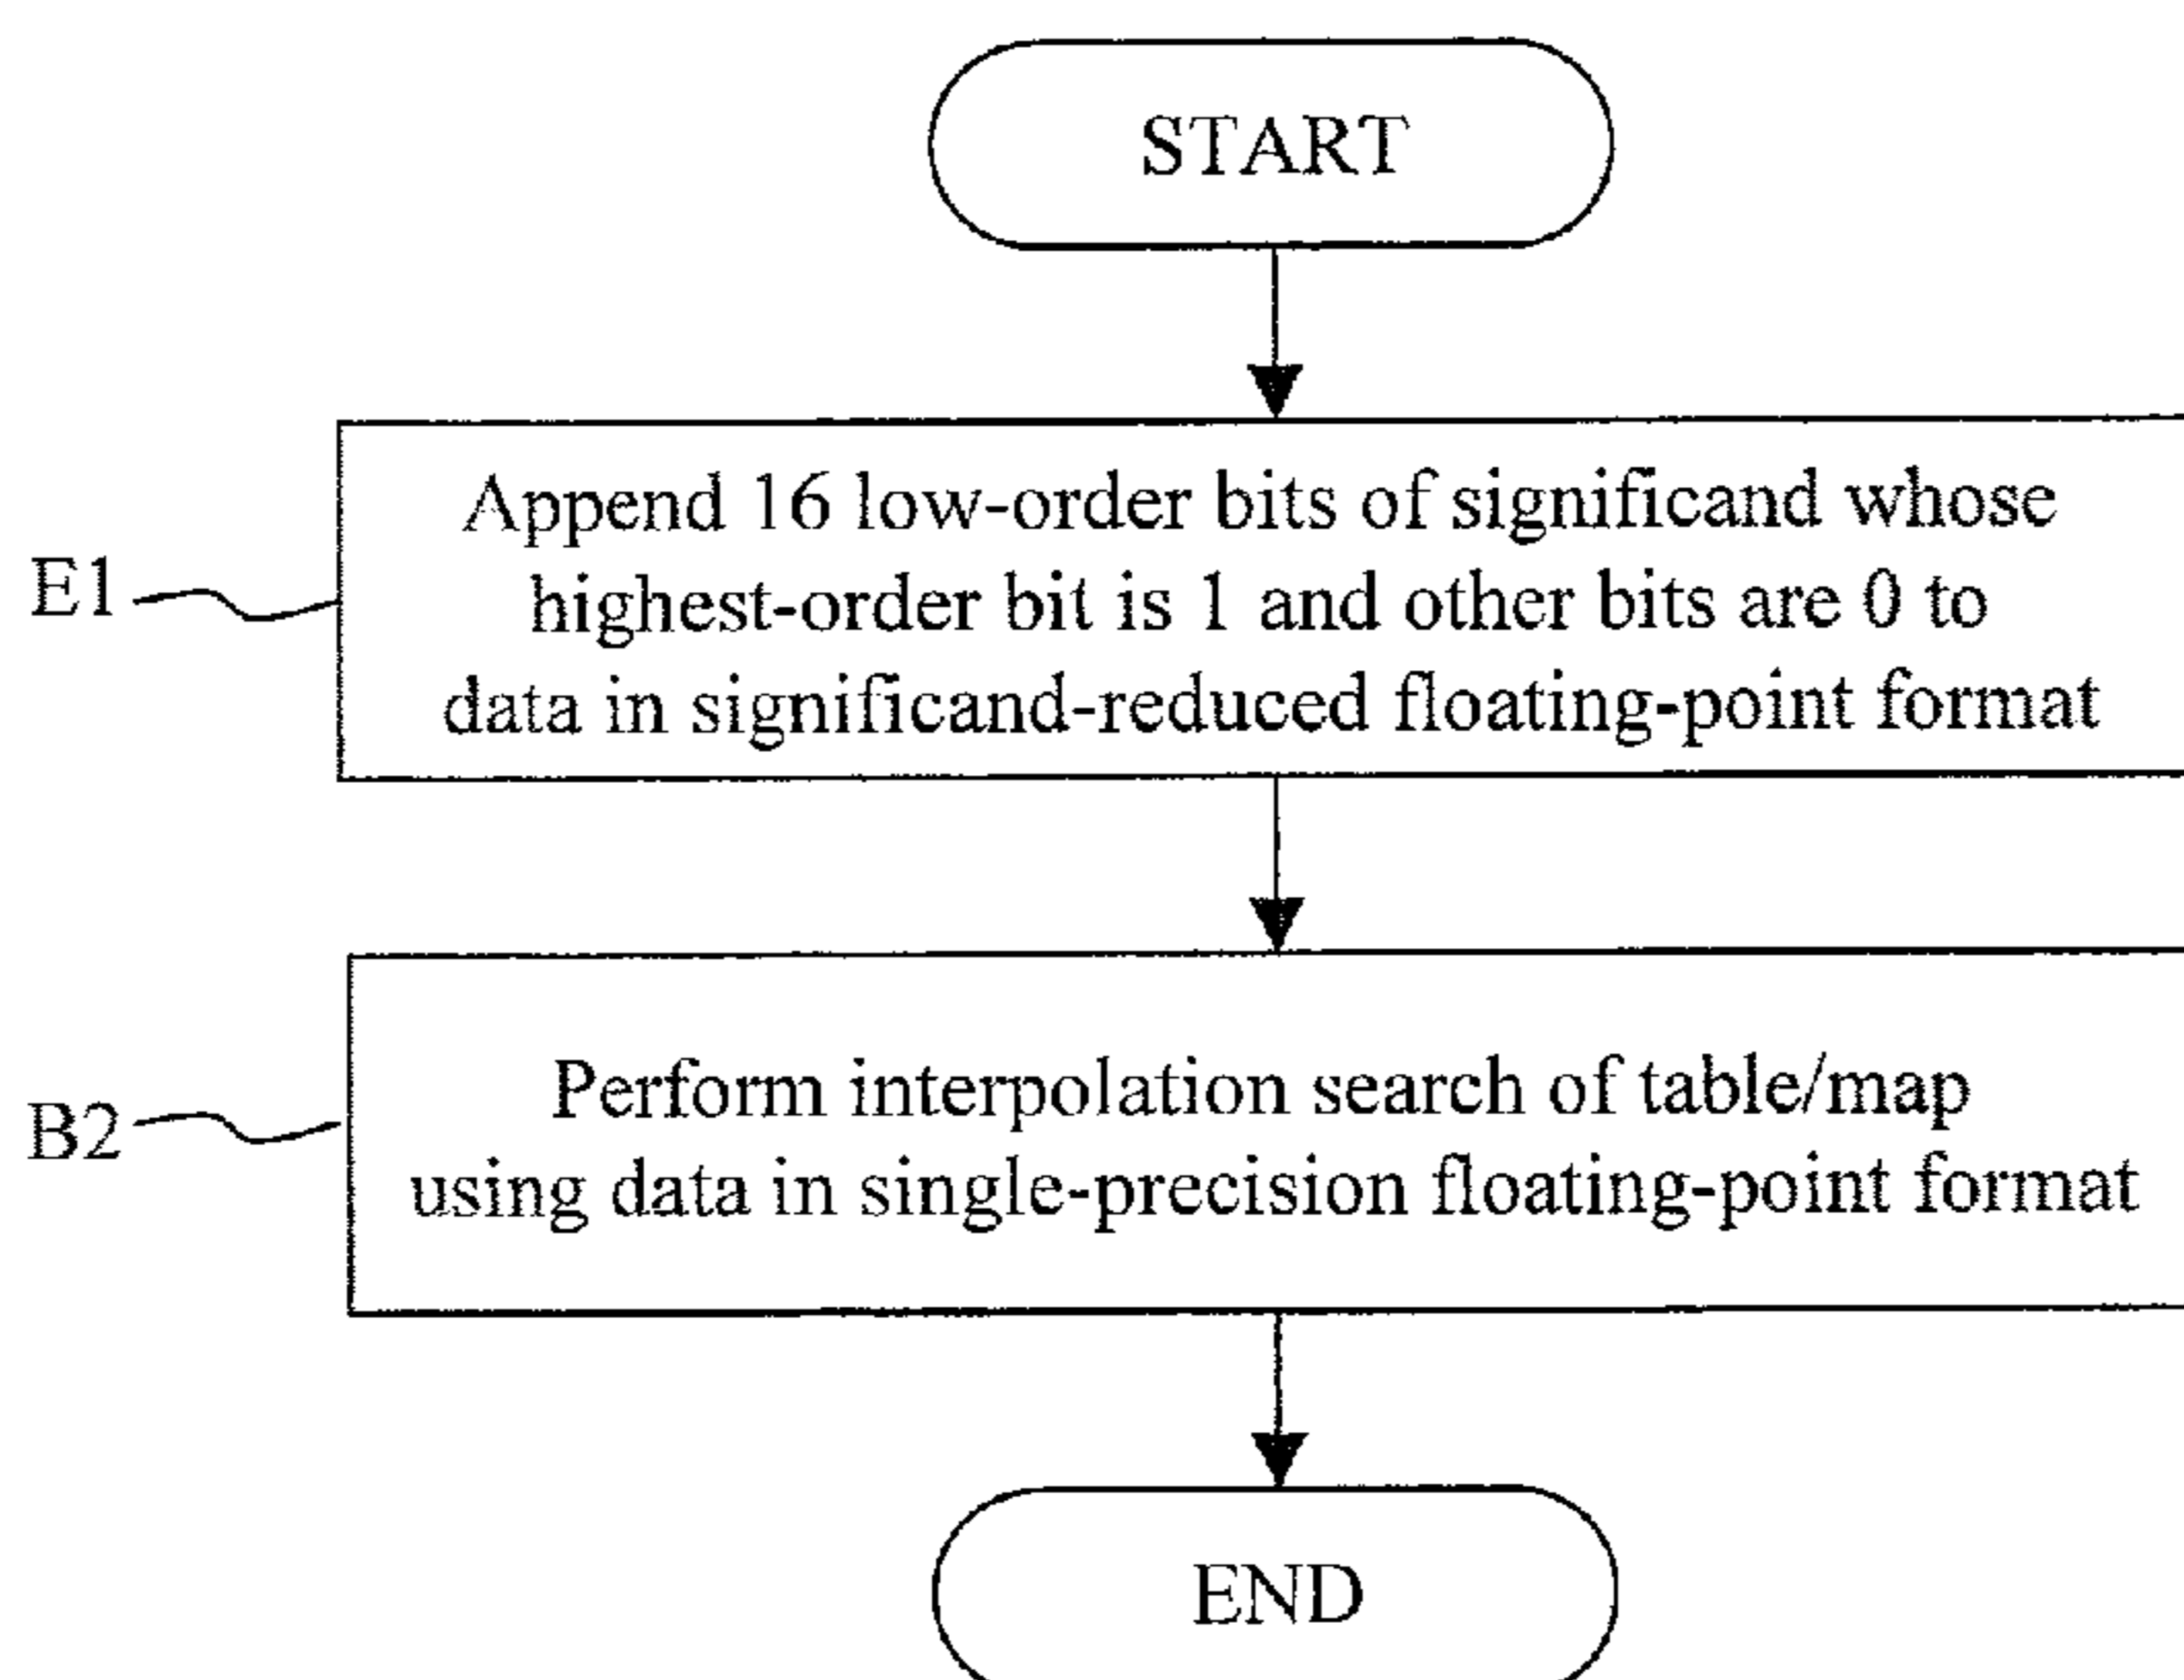 START
E1
Append 16 low-order bits of significand whose
highest-order bit is 1 and other bits are 0 to
data in significand-reduced floating-point format
B2
Perform interpolation search of table/map
using data in single-precision floating-point format
END